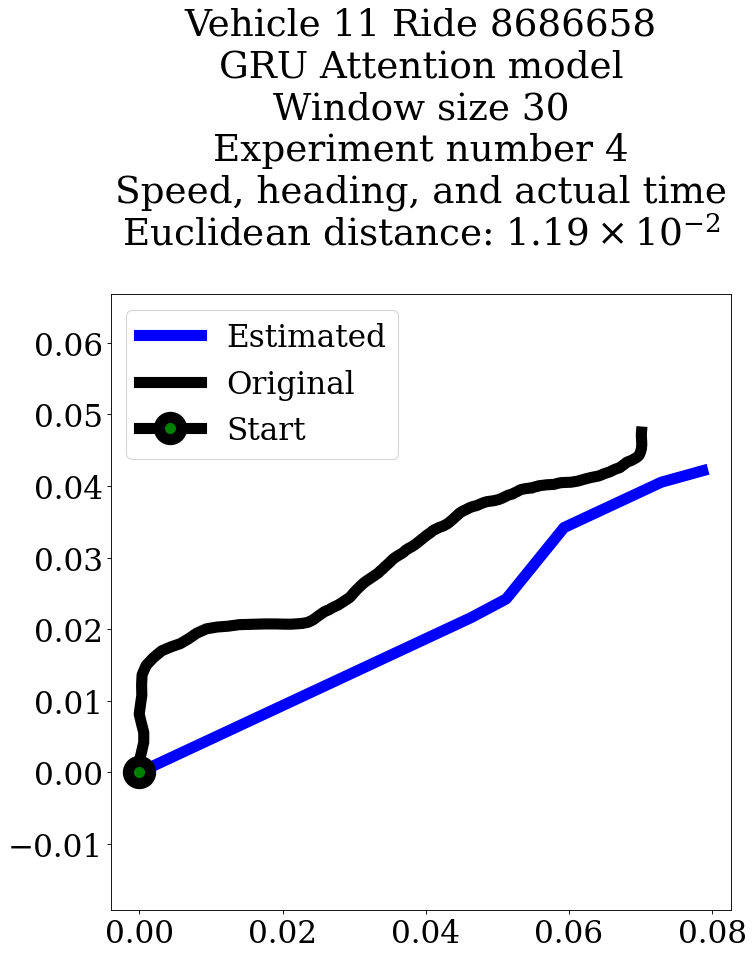 Vehicle 11 Ride 8686658
GRU Attention model
Window size 30
Experiment number 4
Speed, heading, and actual time
Euclidean distance: 1.19 × 10⁻²
Estimated
Original
Start
0.06
0.05
0.04
0.03
0.02
0.01
0.00
−0.01
0.00 0.02 0.04 0.06 0.08